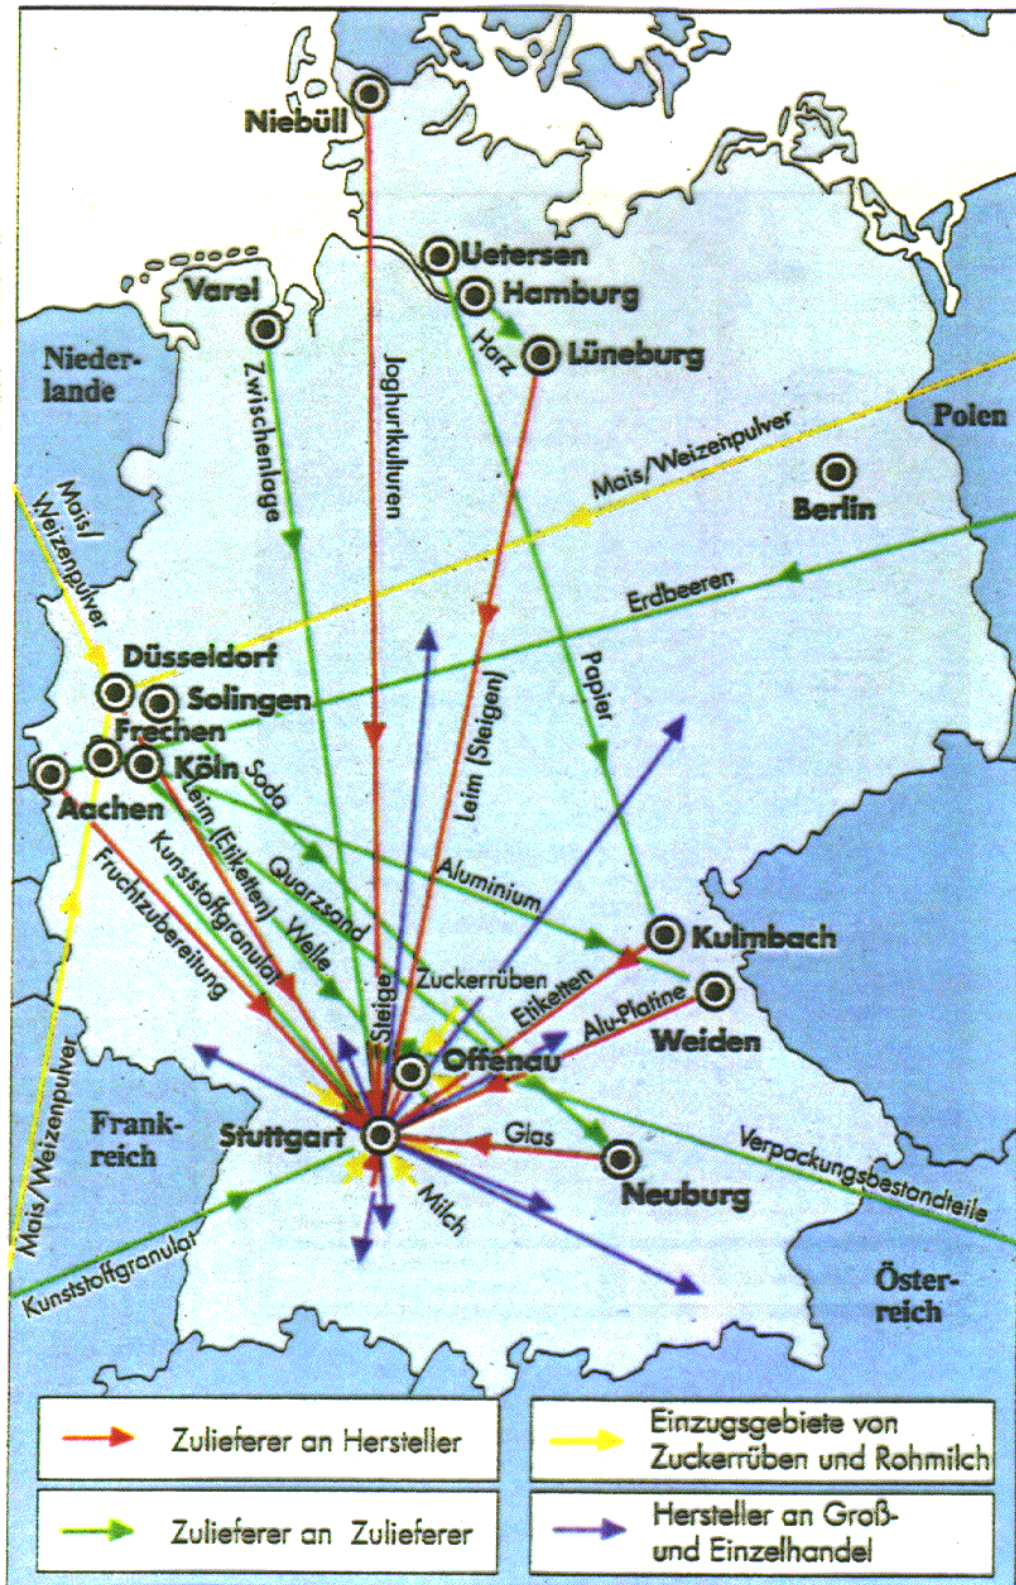 Niebüll
Uetersen
Hamburg
Varel
Harz
Lüneburg
Nieder-
lande
Zwischenlage
Joghurtkulturen
Polen
Mais/Weizenpulver
Berlin
Mais/
Weizenpulver
Erdbeeren
Düsseldorf
Solingen
Papier
Frechen
Köln
Aachen
Soda
Leim (Steigen)
Leim (Etiketten)
Kunststoffgranulat
Fruchtzubereitung
Quarzsand
Welle
Aluminium
Kulmbach
Zuckerrüben
Etiketten
Steige
Alu-Platine
Weiden
Offenau
Mais/Weizenpulver
Frank-
reich
Stuttgart
Glas
Neuburg
Verpackungsbestandteile
Milch
Kunststoffgranulat
Öster-
reich
Zulieferer an Hersteller
Zulieferer an Zulieferer
Einzugsgebiete von
Zuckerrüben und Rohmilch
Hersteller an Groß-
und Einzelhandel